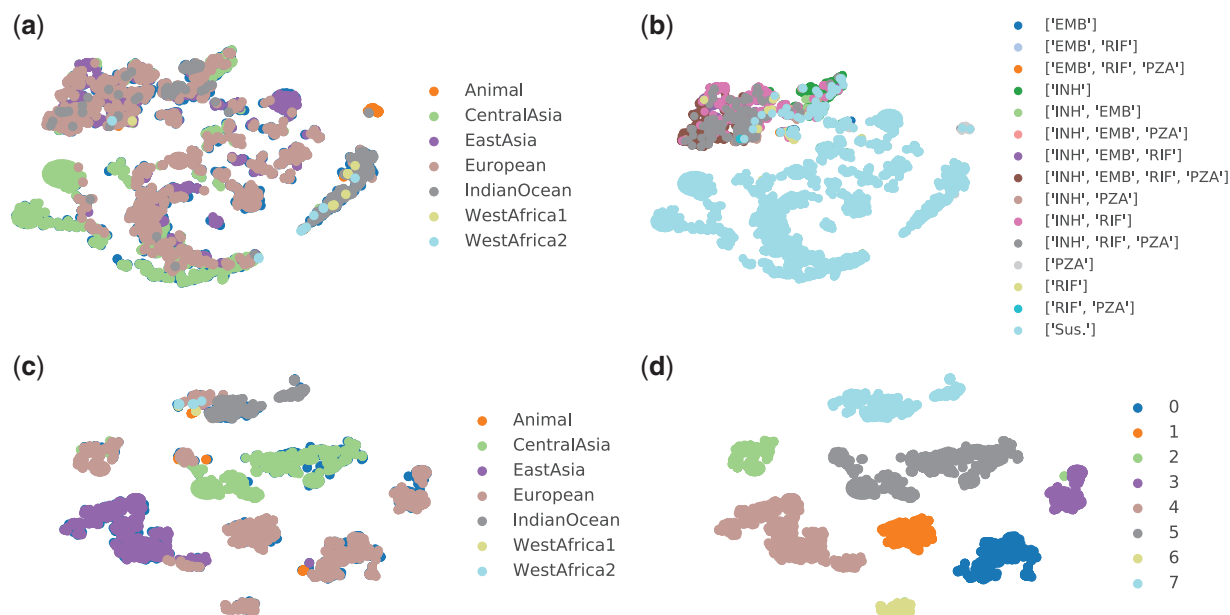 (a)
Animal
CentralAsia
EastAsia
European
IndianOcean
WestAfrica1
WestAfrica2
(b)
['EMB']
['EMB', 'RIF']
['EMB', 'RIF', 'PZA']
['INH']
['INH', 'EMB']
['INH', 'EMB', 'PZA']
['INH', 'EMB', 'RIF']
['INH', 'EMB', 'RIF', 'PZA']
['INH', 'PZA']
['INH', 'RIF']
['INH', 'RIF', 'PZA']
['PZA']
['RIF']
['RIF', 'PZA']
['Sus.']
(c)
Animal
CentralAsia
EastAsia
European
IndianOcean
WestAfrica1
WestAfrica2
(d)
0
1
2
3
4
5
6
7